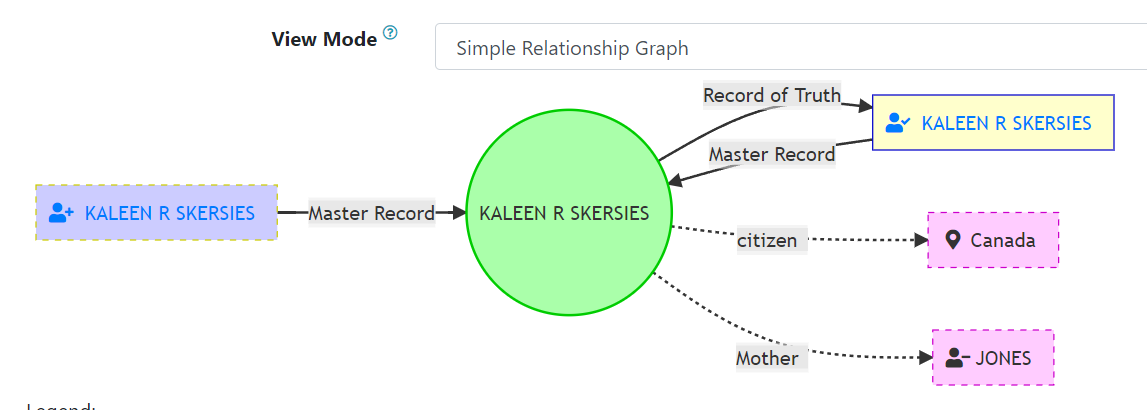 View Mode ?
Simple Relationship Graph
Record of Truth
KALEEN R SKERSIES
Master Record
KALEEN R SKERSIES
Master Record
KALEEN R SKERSIES
citizen
Canada
Mother
JONES
Legend: